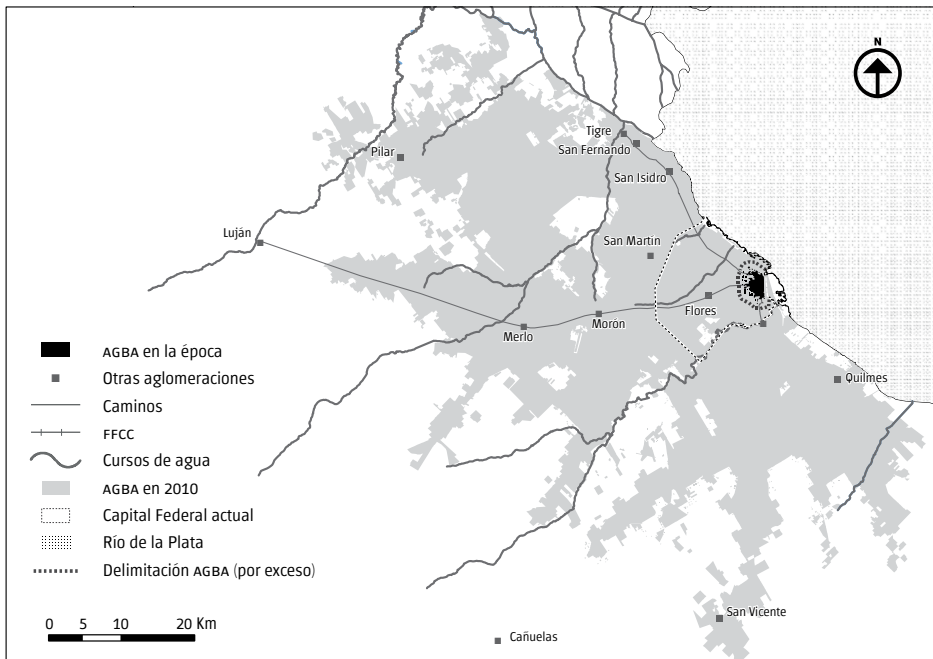 N
Tigre
San Fernando
Pilar
San Isidro
Luján
San Martín
Flores
Morón
Merlo
Quilmes
AGBA en la época
Otras aglomeraciones
Caminos
FFCC
Cursos de agua
AGBA en 2010
Capital Federal actual
Río de la Plata
Delimitación AGBA (por exceso)
San Vicente
0 5 10 20 Km
Cañuelas